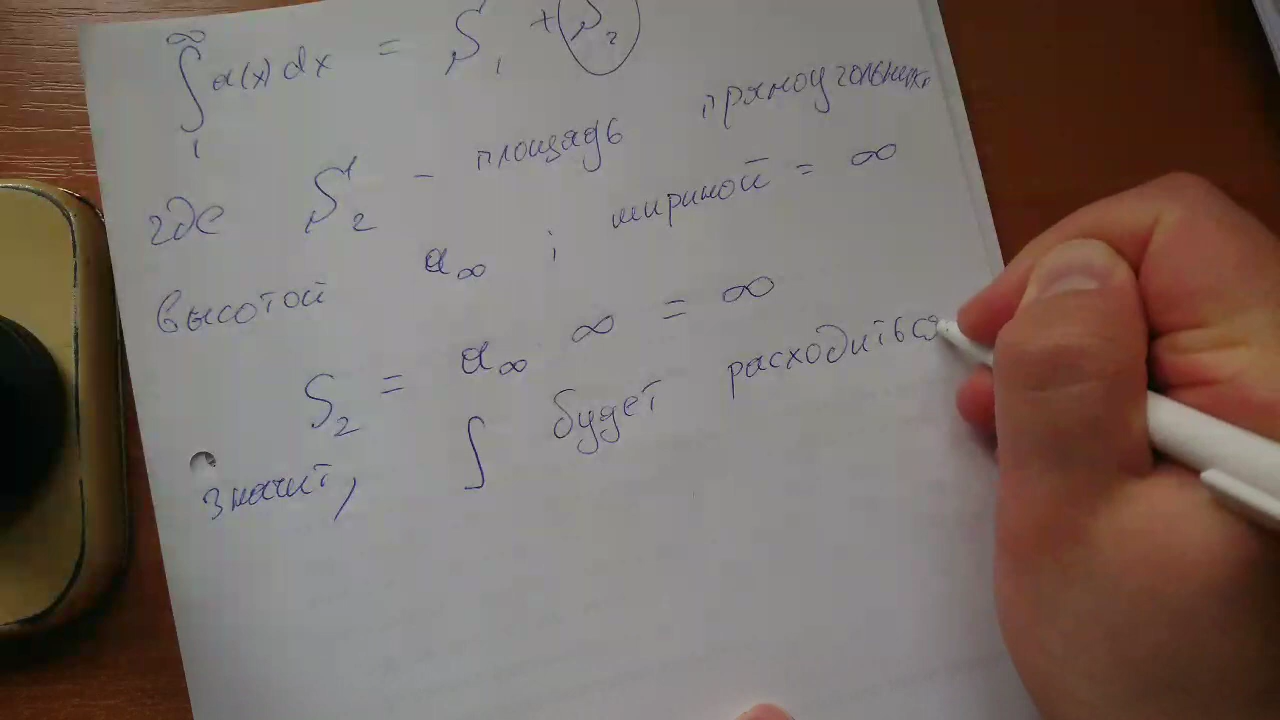 ∫₁^∞ a(x) dx = S₁ + S₂
где S₂ - площадь прямоугольника
высотой a∞ ; шириной = ∞
S₂ = a∞ ∞ = ∞
значит, ∫ будет расходиться